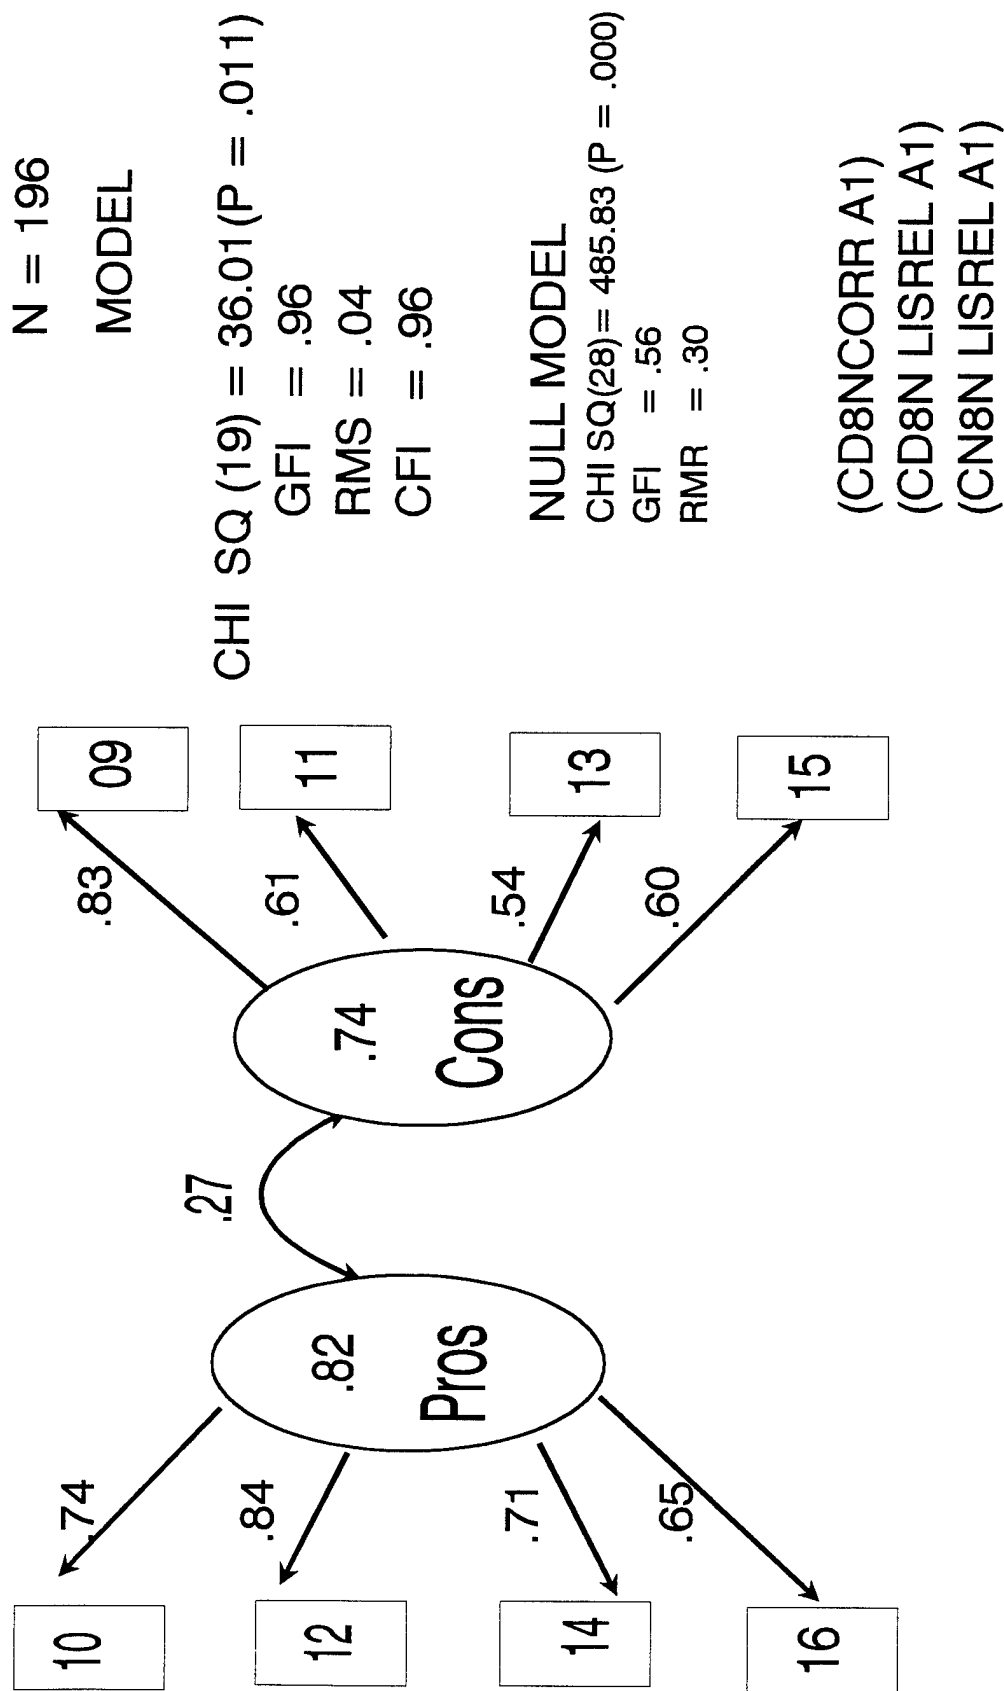 N = 196
MODEL
CHI SQ (19) = 36.01 (P = .011)
GFI = .96
RMS = .04
CFI = .96
NULL MODEL
CHI SQ(28) = 485.83 (P = .000)
GFI = .56
RMR = .30
(CD8NCORR A1)
(CD8N LISREL A1)
(CN8N LISREL A1)
10
.74
12
.84
14
.71
16
.65
.82
Pros
.27
.74
Cons
.83
09
.61
11
.54
13
.60
15